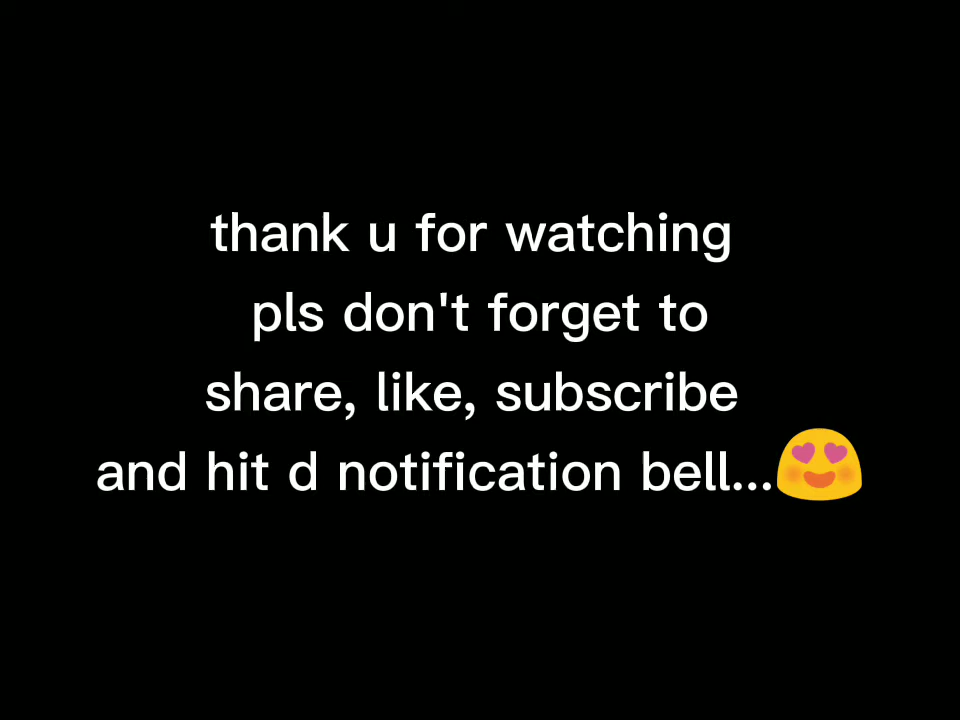 thank u for watching
pls don't forget to
share, like, subscribe
and hit d notification bell...😍